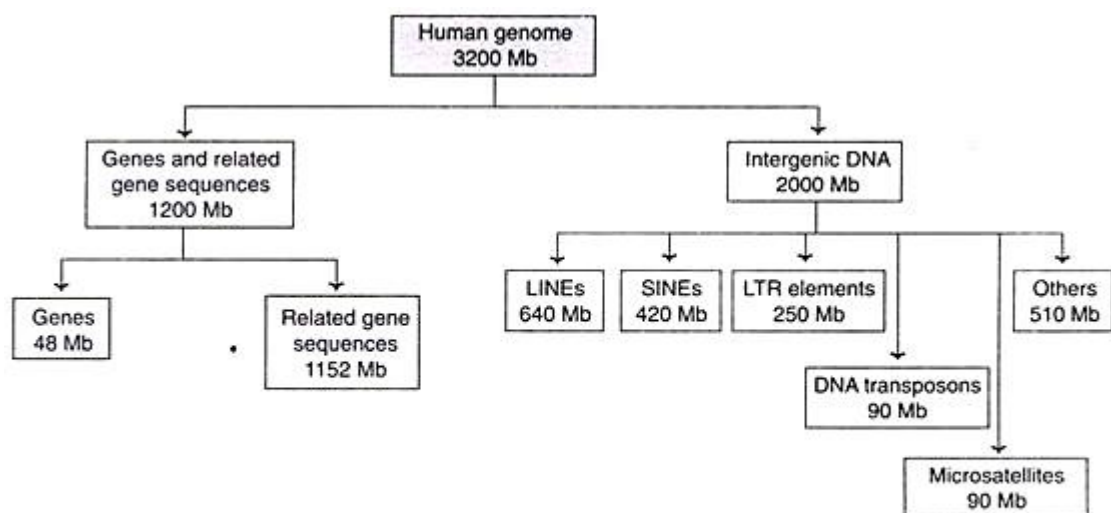 Human genome
3200 Mb
Genes and related
gene sequences
1200 Mb
Intergenic DNA
2000 Mb
Genes
48 Mb
Related gene
sequences
1152 Mb
LINEs
640 Mb
SINEs
420 Mb
LTR elements
250 Mb
Others
510 Mb
DNA transposons
90 Mb
Microsatellites
90 Mb